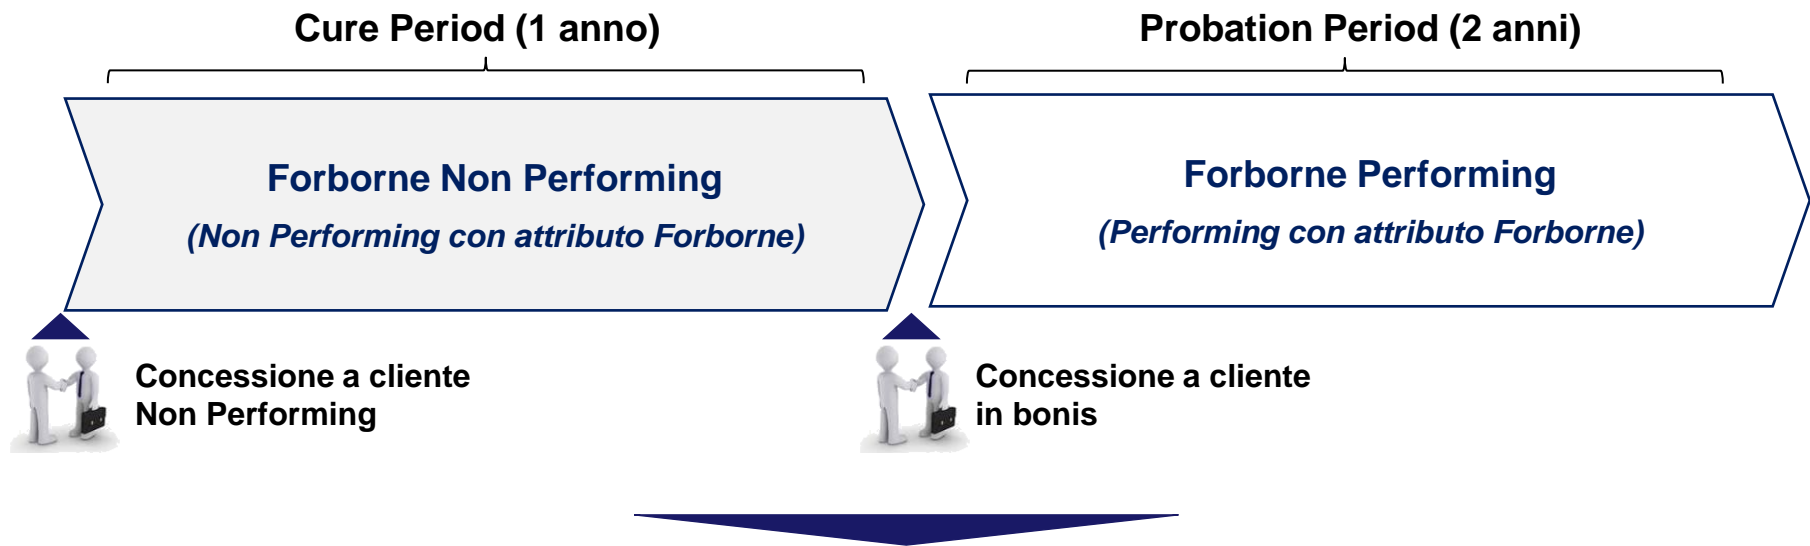 Cure Period (1 anno)
Probation Period (2 anni)
Forborne Non Performing
(Non Performing con attributo Forborne)
Forborne Performing
(Performing con attributo Forborne)
Concessione a cliente
Non Performing
Concessione a cliente
in bonis